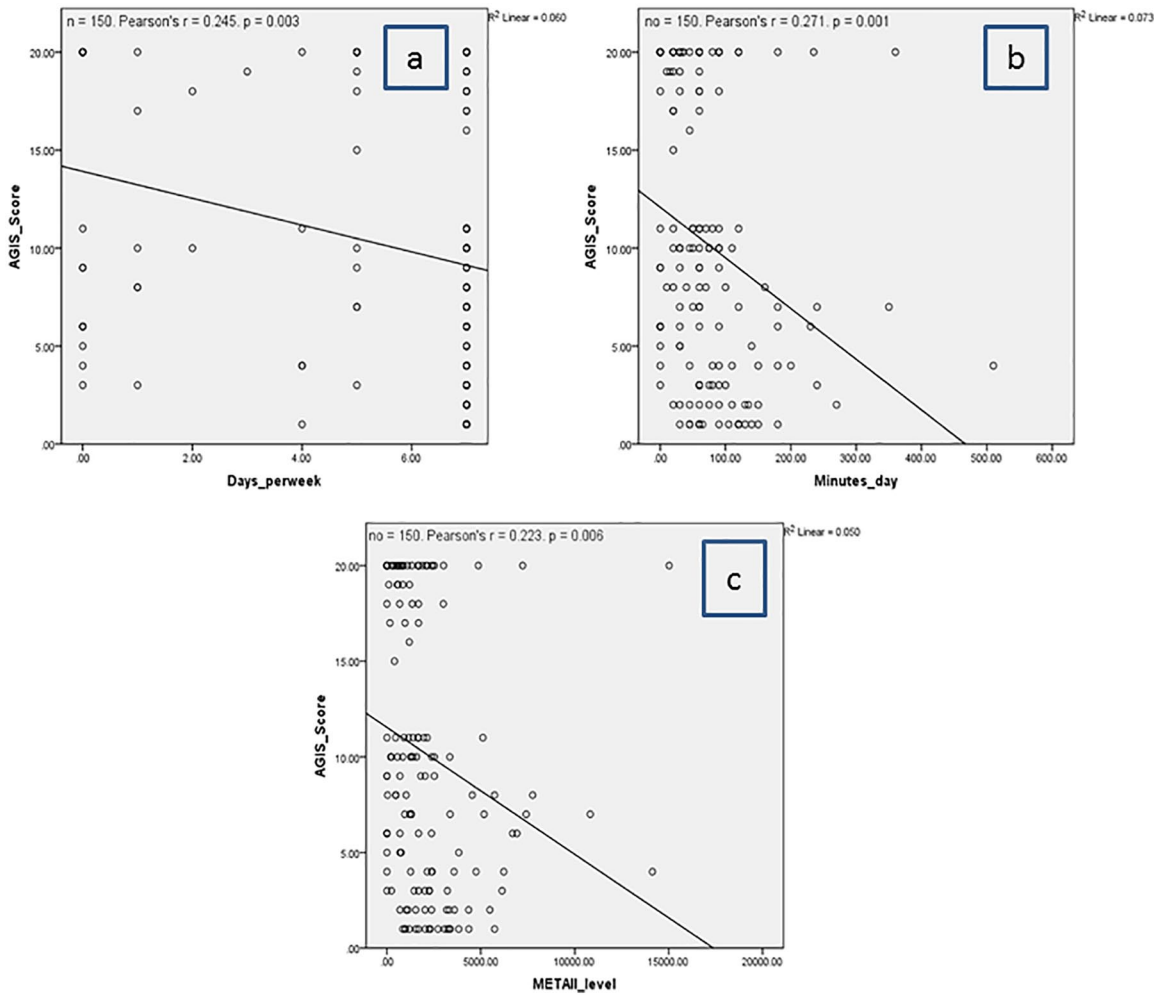 n = 150. Pearson's r = 0.245. p = 0.003
R² Linear = 0.060
a
20.00
15.00
10.00
5.00
.00
AGIS_Score
.00 2.00 4.00 6.00
Days_perweek
no = 150. Pearson's r = 0.271. p = 0.001
R² Linear = 0.073
b
20.00
15.00
10.00
5.00
.00
AGIS_Score
.00 100.00 200.00 300.00 400.00 500.00 600.00
Minutes_day
no = 150. Pearson's r = 0.223. p = 0.006
R² Linear = 0.050
c
20.00
15.00
10.00
5.00
.00
AGIS_Score
.00 5000.00 10000.00 15000.00 20000.00
METAll_level